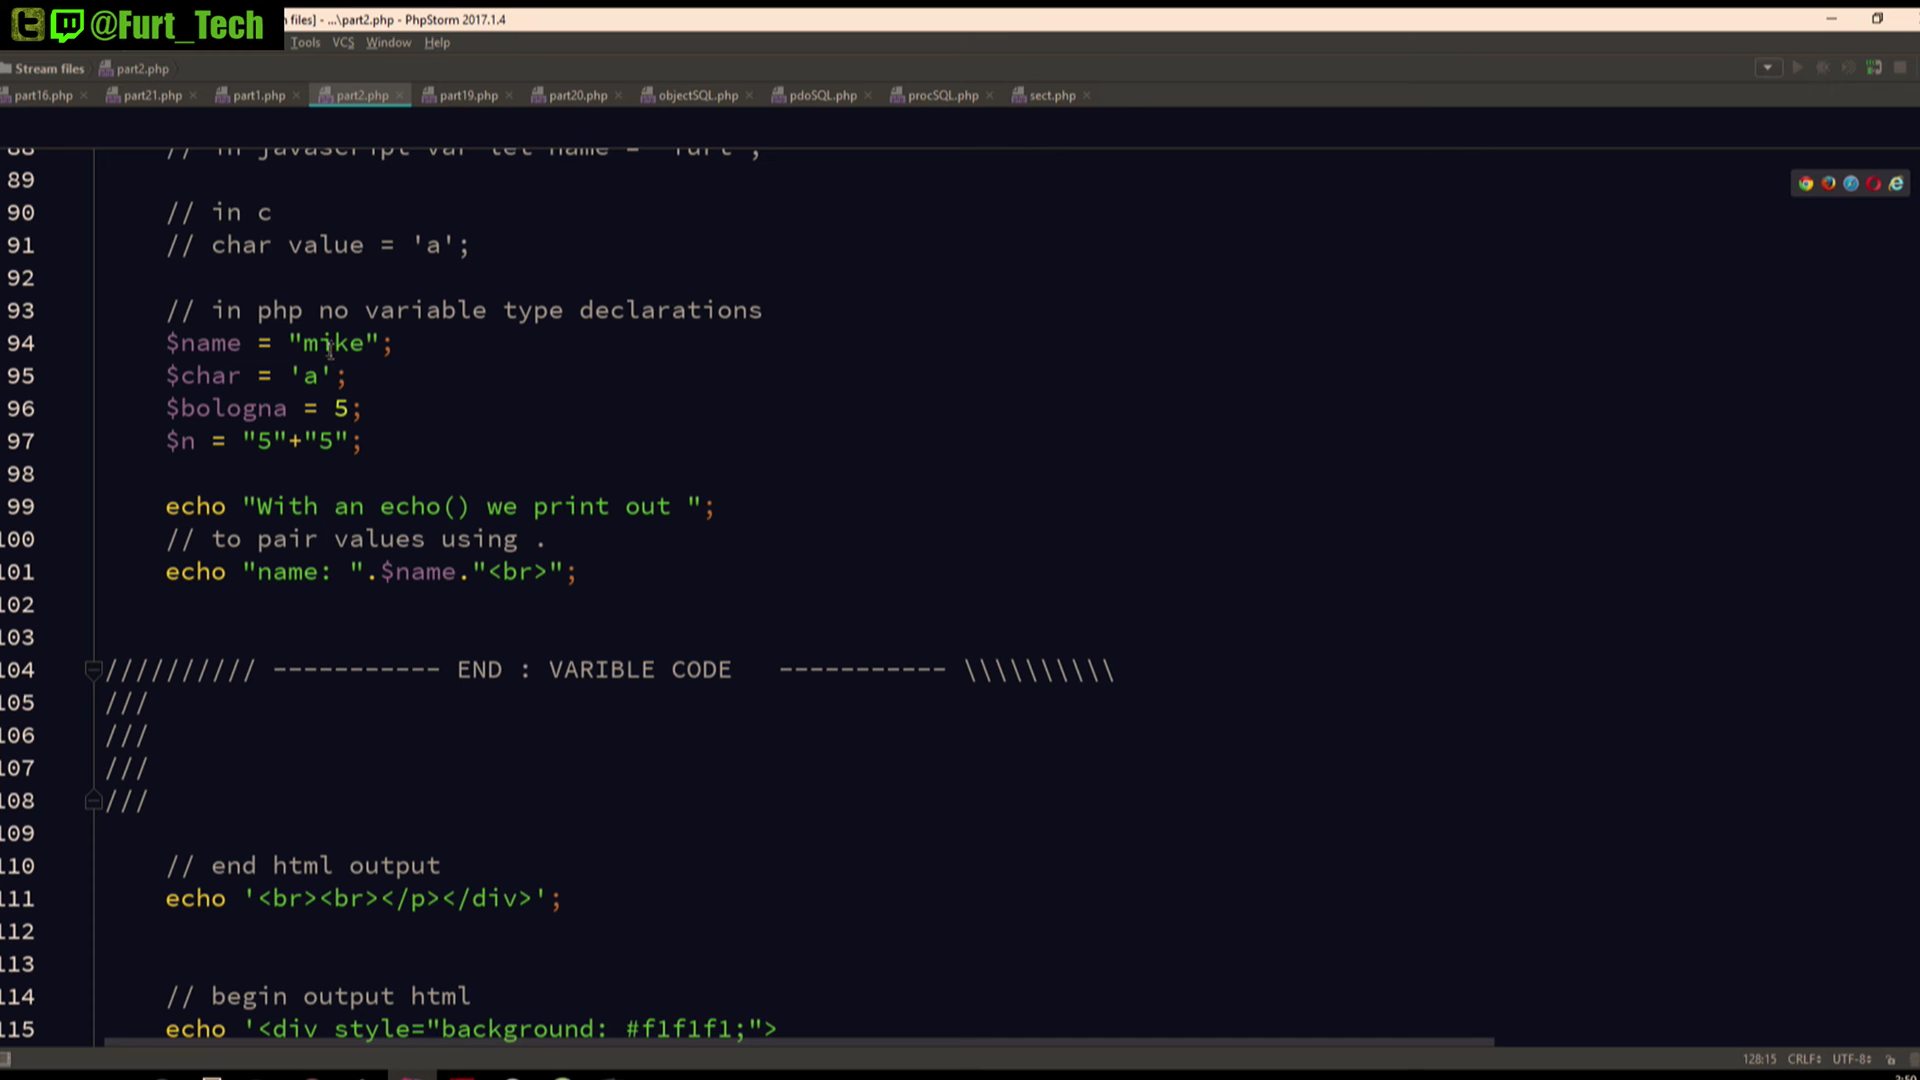 @Furt_Tech
files] - ...\part2.php - PhpStorm 2017.1.4
Tools VCS Window Help
Stream files part2.php
part16.php part21.php part1.php part2.php part19.php part20.php objectSQL.php pdoSQL.php procSQL.php sect.php
89
90 // in c
91 // char value = 'a';
92
93 // in php no variable type declarations
94 $name = "mike";
95 $char = 'a';
96 $bologna = 5;
97 $n = "5"+"5";
98
99 echo "With an echo() we print out ";
100 // to pair values using .
101 echo "name: ".$name."<br>";
102
103
104 ////////// ----------- END : VARIBLE CODE ----------- \\\\\\\\\\
105 ///
106 ///
107 ///
108 ///
109
110 // end html output
111 echo '<br><br></p></div>';
112
113
114 // begin output html
115 echo '<div style="background: #f1f1f1;">
128:15 CRLF UTF-8